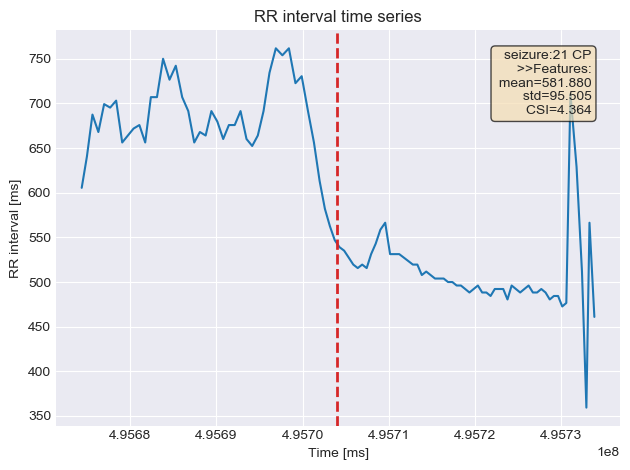 RR interval time series
seizure:21 CP
>>Features:
mean=581.880
std=95.505
CSI=4.364
RR interval [ms]
750
700
650
600
550
500
450
400
350
4.9568
4.9569
4.9570
4.9571
4.9572
4.9573
1e8
Time [ms]